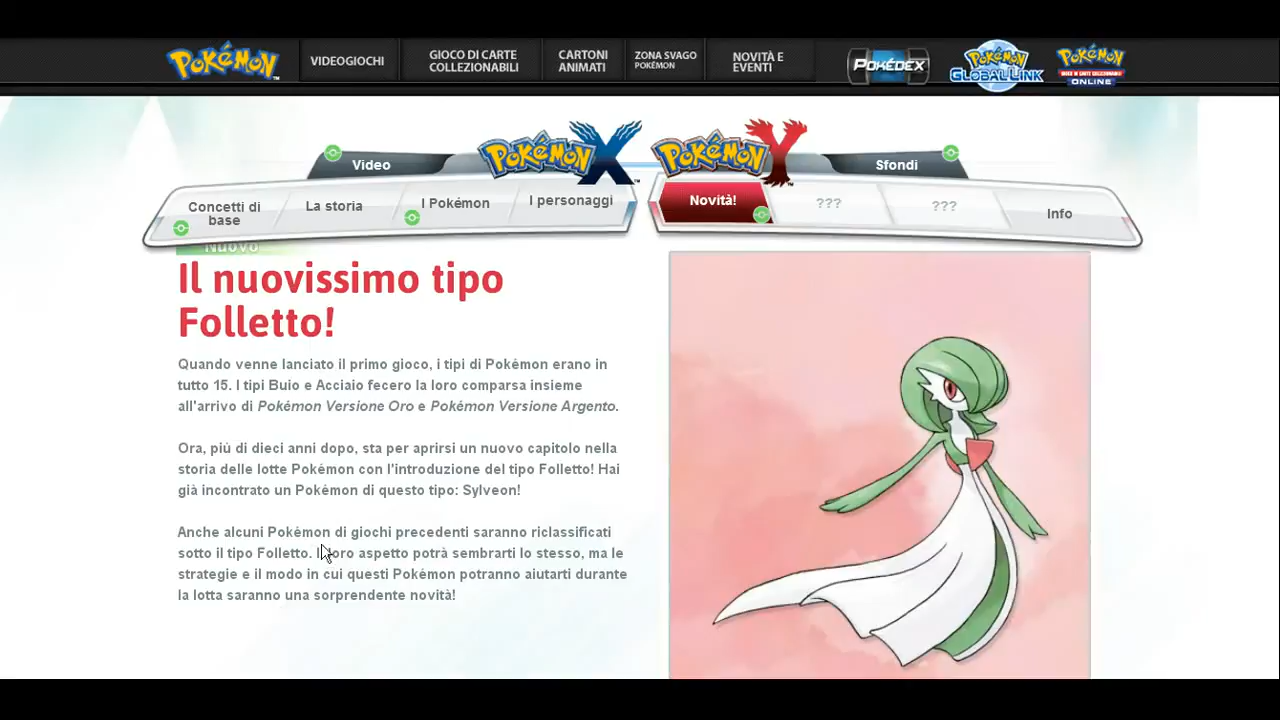 POKéMON
VIDEOGIOCHI
GIOCO DI CARTE
COLLEZIONABILI
CARTONI
ANIMATI
ZONA SVAGO
POKÉMON
NOVITÀ E
EVENTI
POKéDEX
POKéMON
GLOBAL LINK
POKéMON
ONLINE
Video
POKéMON X
POKéMON Y
Sfondi
Concetti di
base
La storia
I Pokémon
I personaggi
Novità!
???
???
Info
Nuovo
Il nuovissimo tipo
Folletto!
Quando venne lanciato il primo gioco, i tipi di Pokémon erano in
tutto 15. I tipi Buio e Acciaio fecero la loro comparsa insieme
all'arrivo di Pokémon Versione Oro e Pokémon Versione Argento.
Ora, più di dieci anni dopo, sta per aprirsi un nuovo capitolo nella
storia delle lotte Pokémon con l'introduzione del tipo Folletto! Hai
già incontrato un Pokémon di questo tipo: Sylveon!
Anche alcuni Pokémon di giochi precedenti saranno riclassificati
sotto il tipo Folletto. Il loro aspetto potrà sembrarti lo stesso, ma le
strategie e il modo in cui questi Pokémon potranno aiutarti durante
la lotta saranno una sorprendente novità!